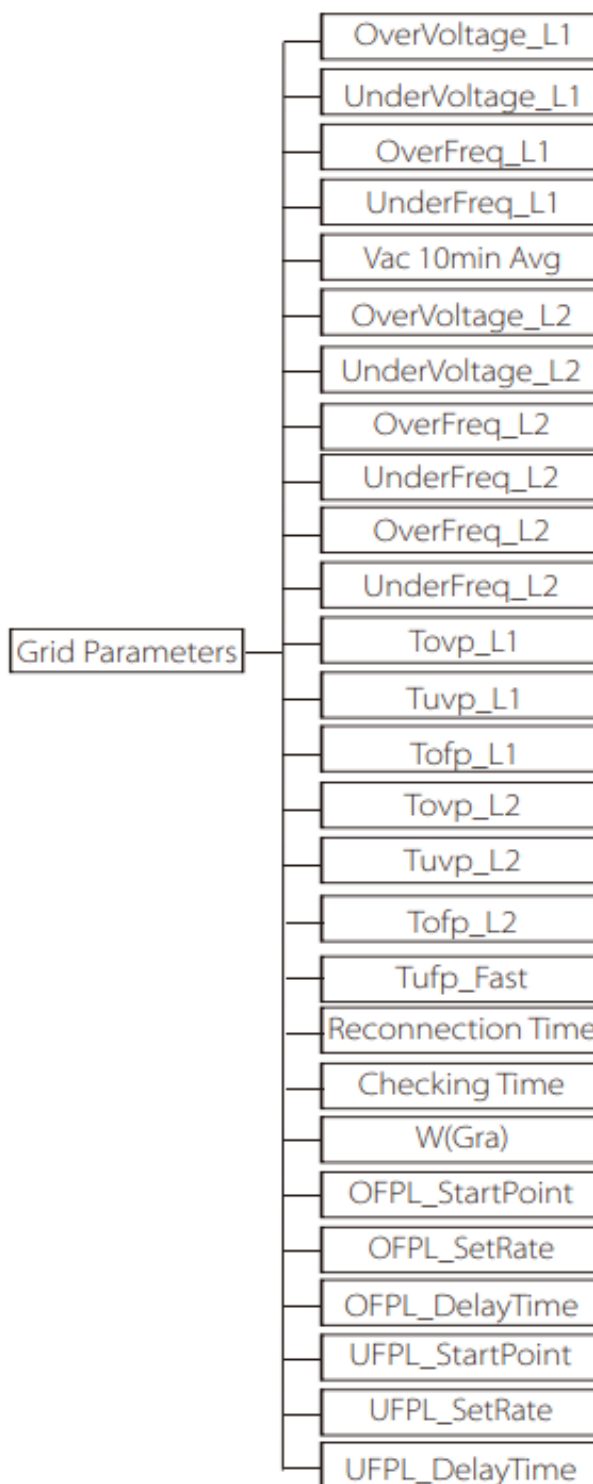 OverVoltage_L1
UnderVoltage_L1
OverFreq_L1
UnderFreq_L1
Vac 10min Avg
OverVoltage_L2
UnderVoltage_L2
OverFreq_L2
UnderFreq_L2
OverFreq_L2
UnderFreq_L2
Grid Parameters
Tovp_L1
Tuvp_L1
Tofp_L1
Tovp_L2
Tuvp_L2
Tofp_L2
Tufp_Fast
Reconnection Time
Checking Time
W(Gra)
OFPL_StartPoint
OFPL_SetRate
OFPL_DelayTime
UFPL_StartPoint
UFPL_SetRate
UFPL_DelayTime